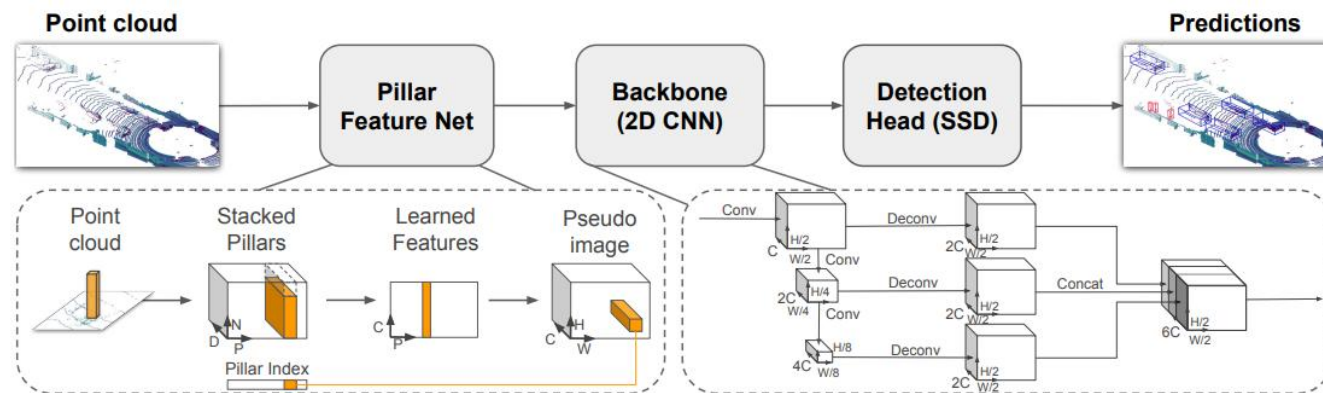 Point cloud
Pillar
Feature Net
Backbone
(2D CNN)
Detection
Head (SSD)
Predictions
Point
cloud
Stacked
Pillars
Learned
Features
Pseudo
image
N
D
P
C
P
H
C
W
Pillar Index
Conv
C
H/2
W/2
Conv
2C
H/4
W/4
Conv
4C
H/8
W/8
Deconv
2C
H/2
W/2
Deconv
2C
H/2
W/2
Deconv
2C
H/2
W/2
Concat
6C
H/2
W/2